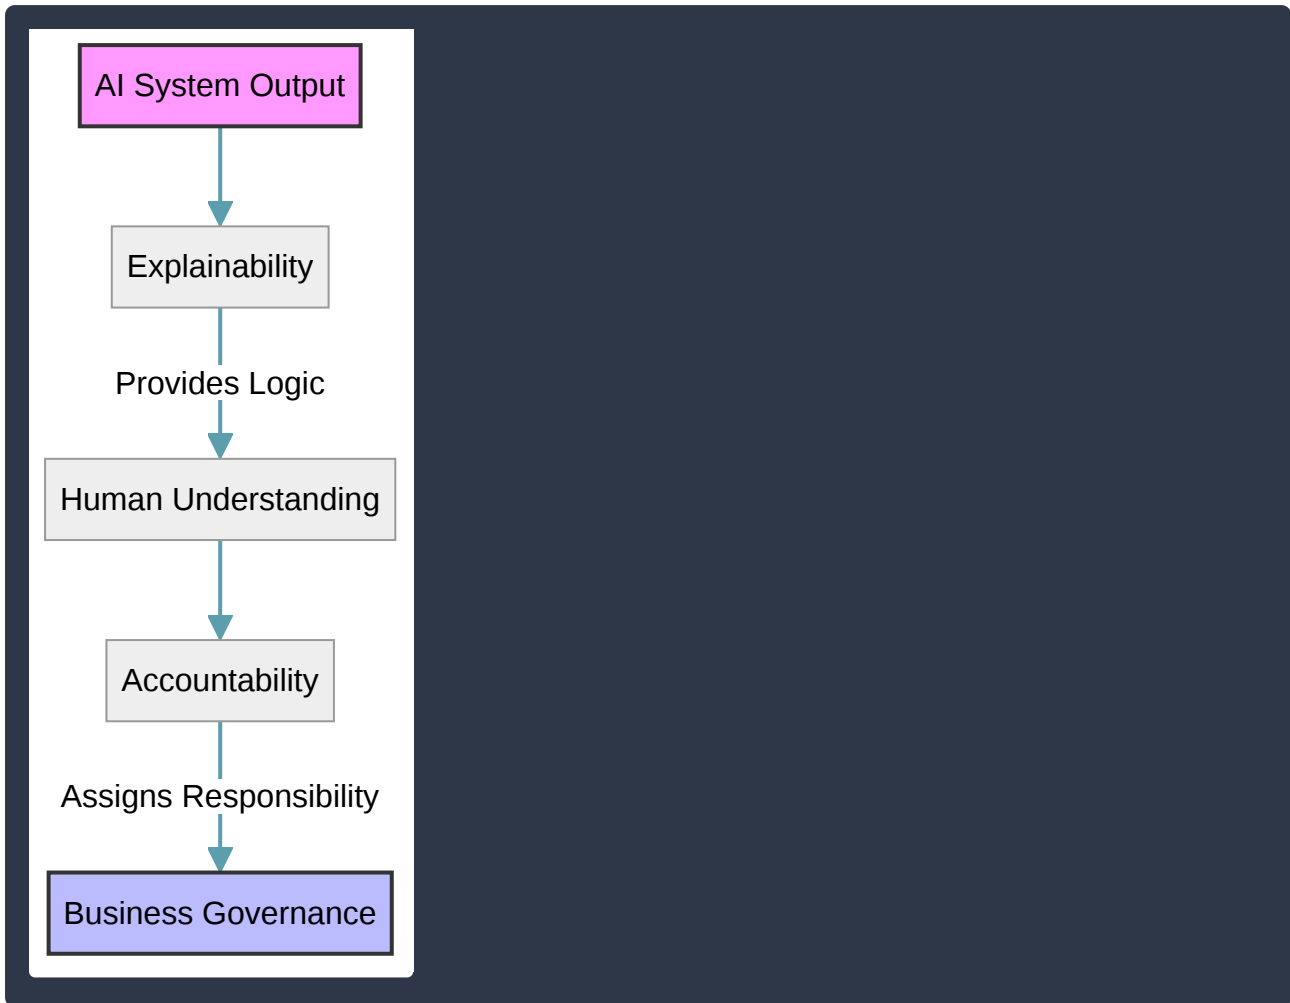 AI System Output
Explainability
Provides Logic
Human Understanding
Accountability
Assigns Responsibility
Business Governance